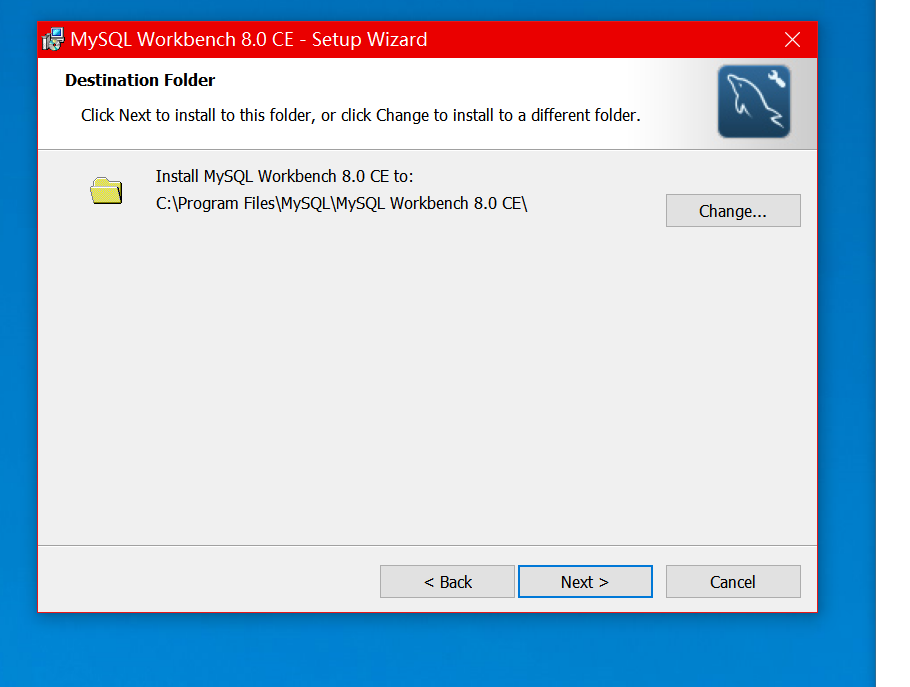 MySQL Workbench 8.0 CE - Setup Wizard
Destination Folder
Click Next to install to this folder, or click Change to install to a different folder.
Install MySQL Workbench 8.0 CE to:
C:\Program Files\MySQL\MySQL Workbench 8.0 CE\
Change...
< Back
Next >
Cancel